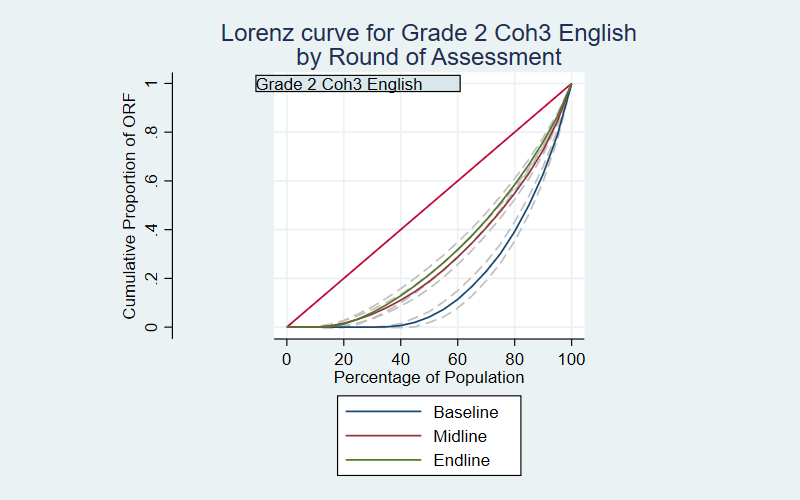 Lorenz curve for Grade 2 Coh3 English
by Round of Assessment
Grade 2 Coh3 English
Cumulative Proportion of ORF
1
.8
.6
.4
.2
0
0 20 40 60 80 100
Percentage of Population
Baseline
Midline
Endline